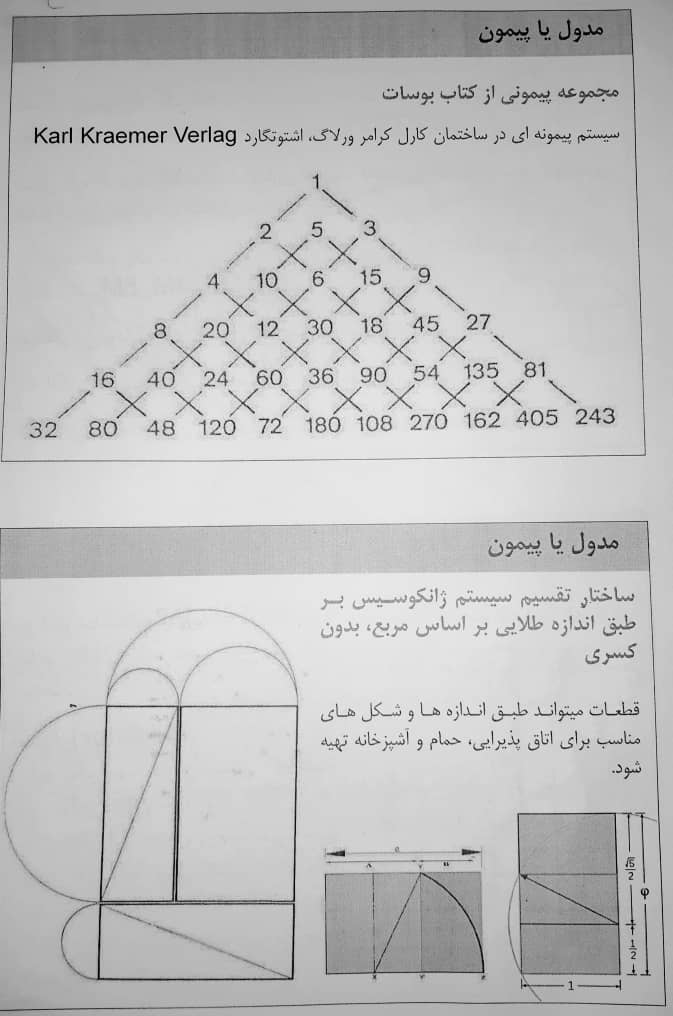 مدول یا پیمون
مجموعه پیمونی از کتاب بوسات
سیستم پیمونه ای در ساختمان کارل کرامر ورلاگ، اشتوتگارد Karl Kraemer Verlag
1
2 5 3
4 10 6 15 9
8 20 12 30 18 45 27
16 40 24 60 36 90 54 135 81
32 80 48 120 72 180 108 270 162 405 243
مدول یا پیمون
ساختار تقسیم سیستم ژانکوسیس بر
طبق اندازه طلایی بر اساس مربع، بدون
کسری
قطعات میتواند طبق اندازه ها و شکل های
مناسب برای اتاق پذیرایی، حمام و آشپزخانه تهیه
شود.
√5/2
φ
1/2
1